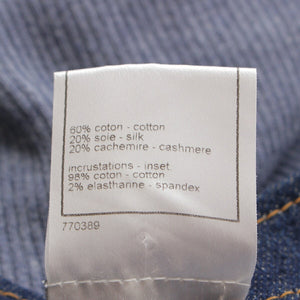 60% coton - cotton
20% soie - silk
20% cachemire - cashmere
incrustations - inset
98% coton - cotton
2% elasthanne - spandex
770389